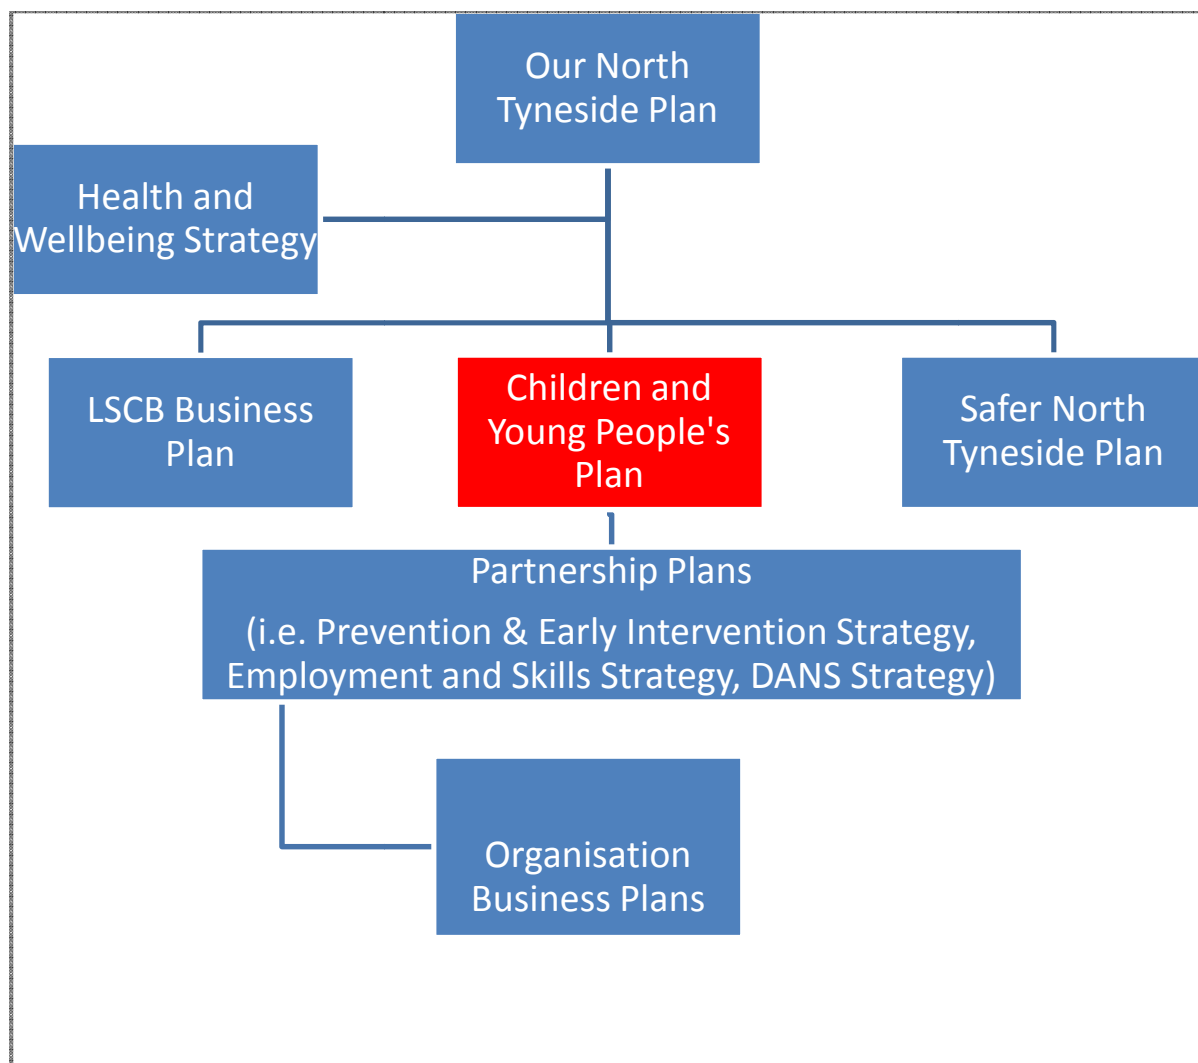 Our North
Tyneside Plan
Health and
Wellbeing Strategy
LSCB Business
Plan
Children and
Young People's
Plan
Safer North
Tyneside Plan
Partnership Plans
(i.e. Prevention & Early Intervention Strategy,
Employment and Skills Strategy, DANS Strategy)
Organisation
Business Plans